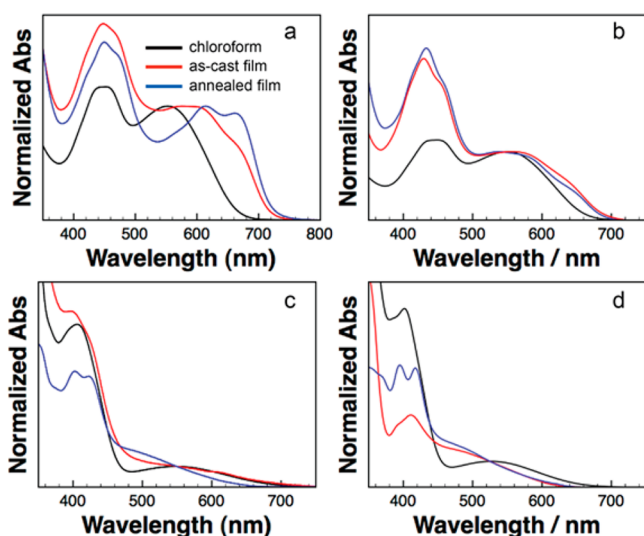 a
chloroform
as-cast film
annealed film
Normalized Abs
400 500 600 700 800
Wavelength (nm)
b
Normalized Abs
400 500 600 700
Wavelength / nm
c
Normalized Abs
400 500 600 700
Wavelength (nm)
d
Normalized Abs
400 500 600 700
Wavelength / nm